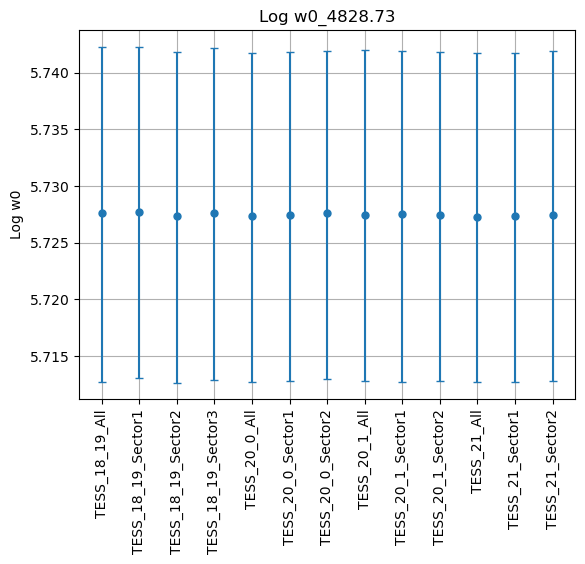 Log w0_4828.73
Log w0
5.740
5.735
5.730
5.725
5.720
5.715
TESS_18_19_All
TESS_18_19_Sector1
TESS_18_19_Sector2
TESS_18_19_Sector3
TESS_20_0_All
TESS_20_0_Sector1
TESS_20_0_Sector2
TESS_20_1_All
TESS_20_1_Sector1
TESS_20_1_Sector2
TESS_21_All
TESS_21_Sector1
TESS_21_Sector2